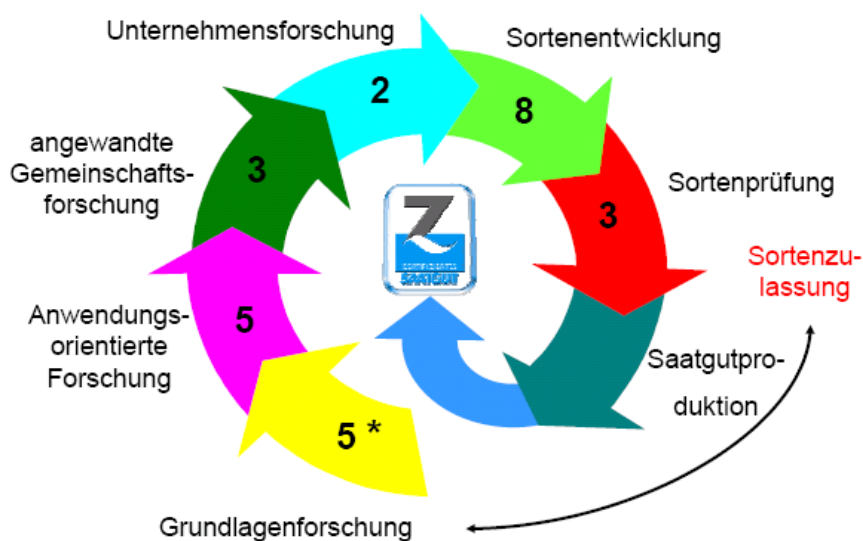 Unternehmensforschung
Sortenentwicklung
2
8
angewandte
Gemeinschafts-
forschung
3
Z
SAATGUT
3
Sortenprüfung
Sortenzu-
lassung
Anwendungs-
orientierte
Forschung
5
Saatgutpro-
duktion
5 *
Grundlagenforschung